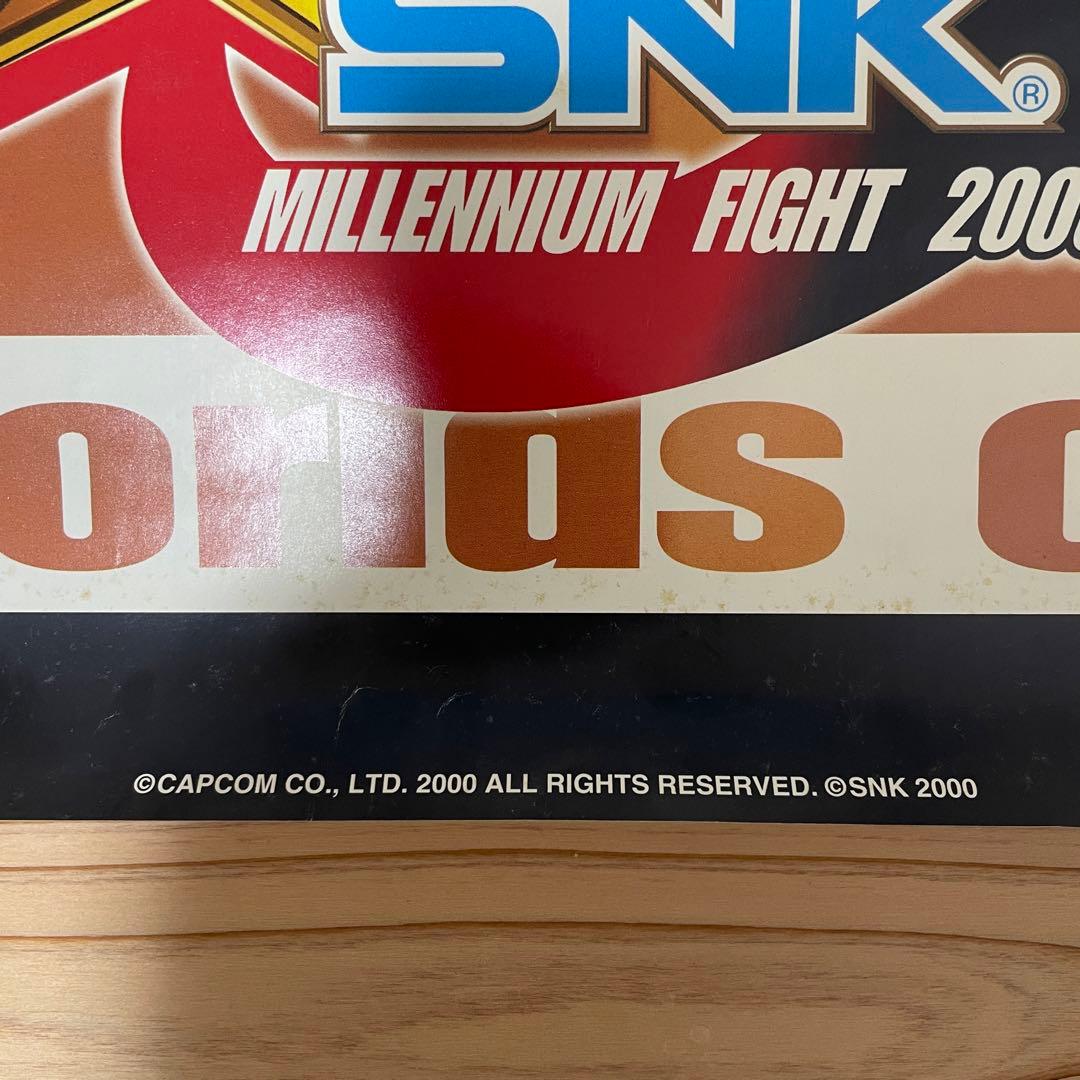 SNK®
MILLENNIUM FIGHT 200
orlds
©CAPCOM CO., LTD. 2000 ALL RIGHTS RESERVED. ©SNK 2000